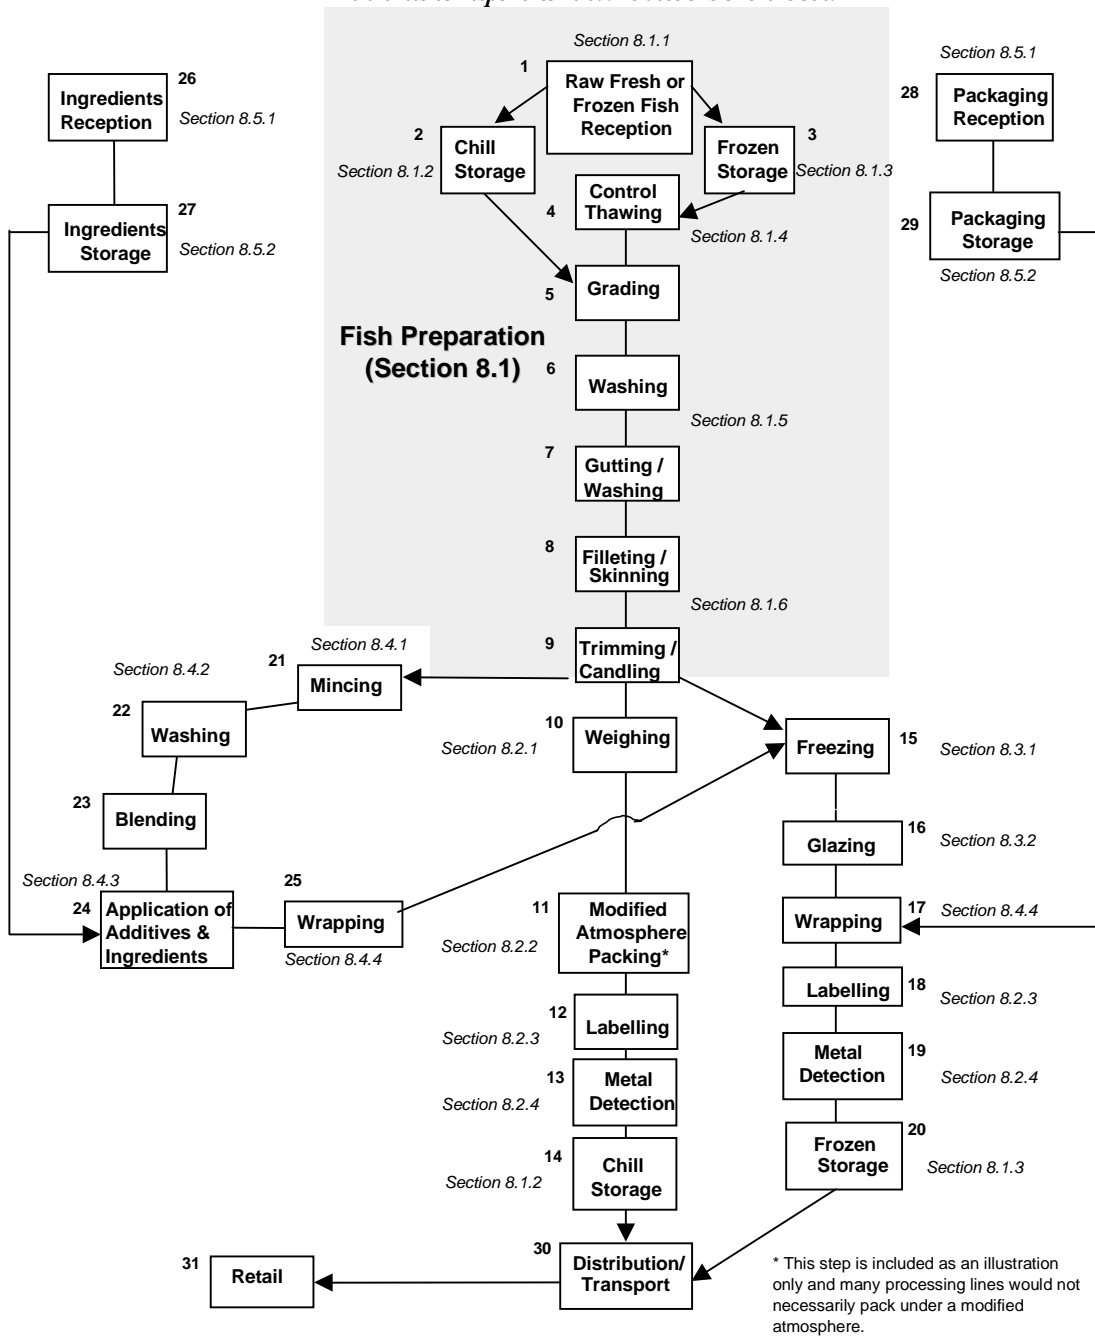 Section 8.1.1
1
Raw Fresh or
Frozen Fish
Reception
26
Ingredients
Reception
Section 8.5.1
Section 8.5.1
28
Packaging
Reception
2
Chill
Storage
Section 8.1.2
3
Frozen
Storage
Section 8.1.3
4
Control
Thawing
Section 8.1.4
27
Ingredients
Storage
Section 8.5.2
29
Packaging
Storage
Section 8.5.2
5
Grading
Fish Preparation
(Section 8.1)
6
Washing
Section 8.1.5
7
Gutting /
Washing
8
Filleting /
Skinning
Section 8.1.6
9
Trimming /
Candling
Section 8.4.1
21
Mincing
Section 8.4.2
22
Washing
10
Weighing
Section 8.2.1
Freezing
15
Section 8.3.1
23
Blending
Glazing
16
Section 8.3.2
Section 8.4.3
24
Application of
Additives &
Ingredients
25
Wrapping
Section 8.4.4
11
Modified
Atmosphere
Packing*
Section 8.2.2
Wrapping
17
Section 8.4.4
12
Labelling
Section 8.2.3
Labelling
18
Section 8.2.3
13
Metal
Detection
Section 8.2.4
Metal
Detection
19
Section 8.2.4
14
Chill
Storage
Section 8.1.2
Frozen
Storage
20
Section 8.1.3
31
Retail
30
Distribution/
Transport
* This step is included as an illustration
only and many processing lines would not
necessarily pack under a modified
atmosphere.